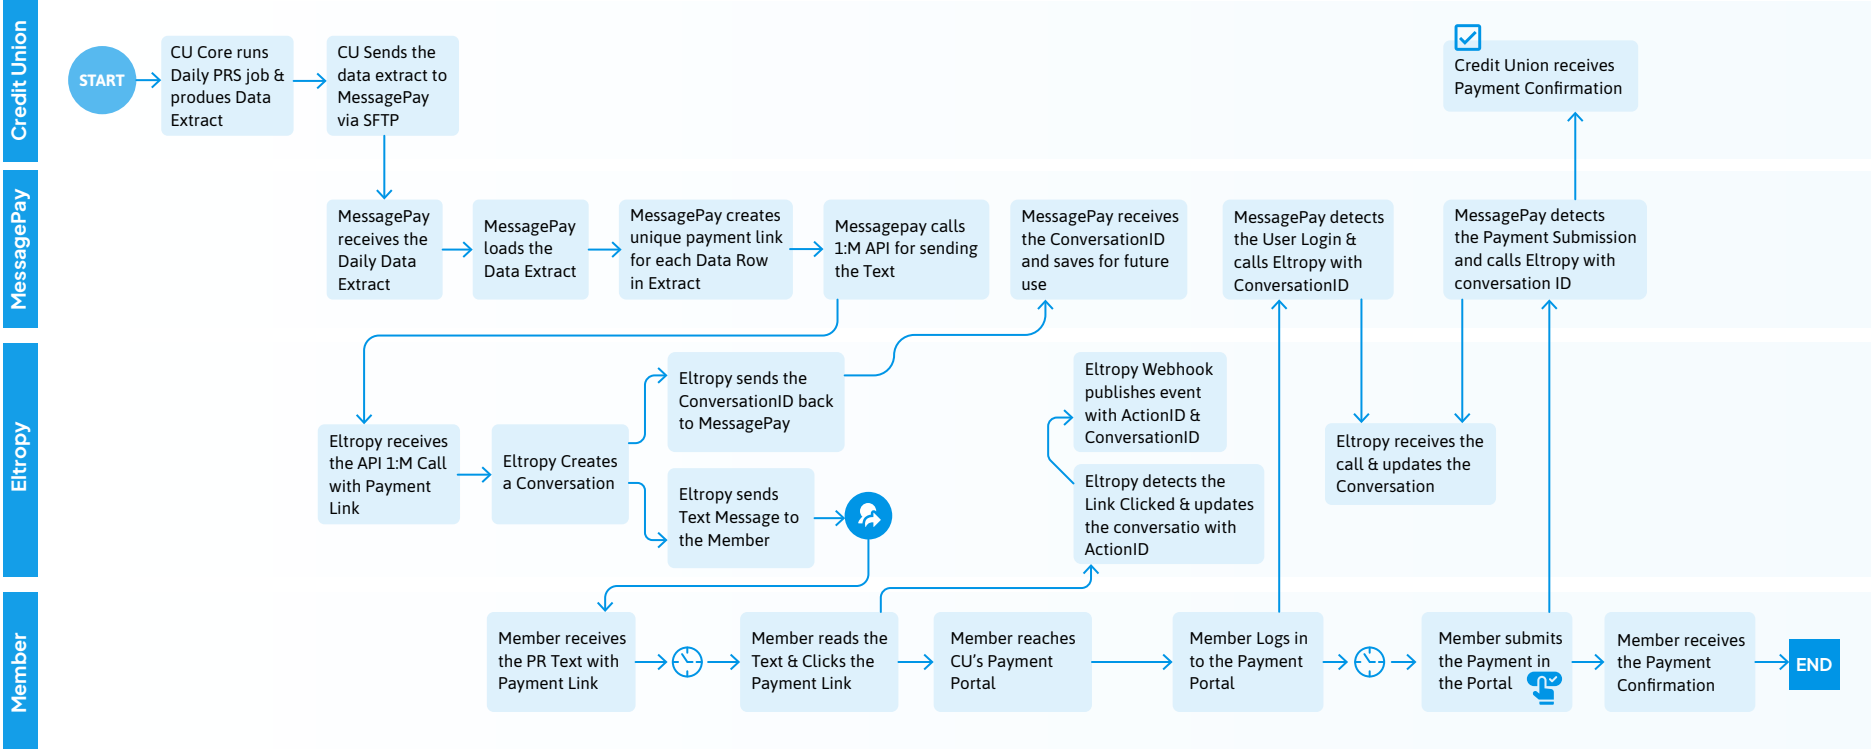 Credit Union
START
CU Core runs
Daily PRS job &
produes Data
Extract
CU Sends the
data extract to
MessagePay
via SFTP
Credit Union receives
Payment Confirmation
MessagePay
MessagePay
receives the
Daily Data
Extract
MessagePay
loads the
Data Extract
MessagePay creates
unique payment link
for each Data Row
in Extract
Messagepay calls
1:M API for sending
the Text
MessagePay receives
the ConversationID
and saves for future
use
MessagePay detects
the User Login &
calls Eltropy with
ConversationID
MessagePay detects
the Payment Submission
and calls Eltropy with
conversation ID
Eltropy
Eltropy receives
the API 1:M Call
with Payment
Link
Eltropy Creates
a Conversation
Eltropy sends the
ConversationID back
to MessagePay
Eltropy sends
Text Message to
the Member
Eltropy Webhook
publishes event
with ActionID &
ConversationID
Eltropy detects the
Link Clicked & updates
the conversatio with
ActionID
Eltropy receives the
call & updates the
Conversation
Member
Member receives
the PR Text with
Payment Link
Member reads the
Text & Clicks the
Payment Link
Member reaches
CU's Payment
Portal
Member Logs in
to the Payment
Portal
Member submits
the Payment in
the Portal
Member receives
the Payment
Confirmation
END